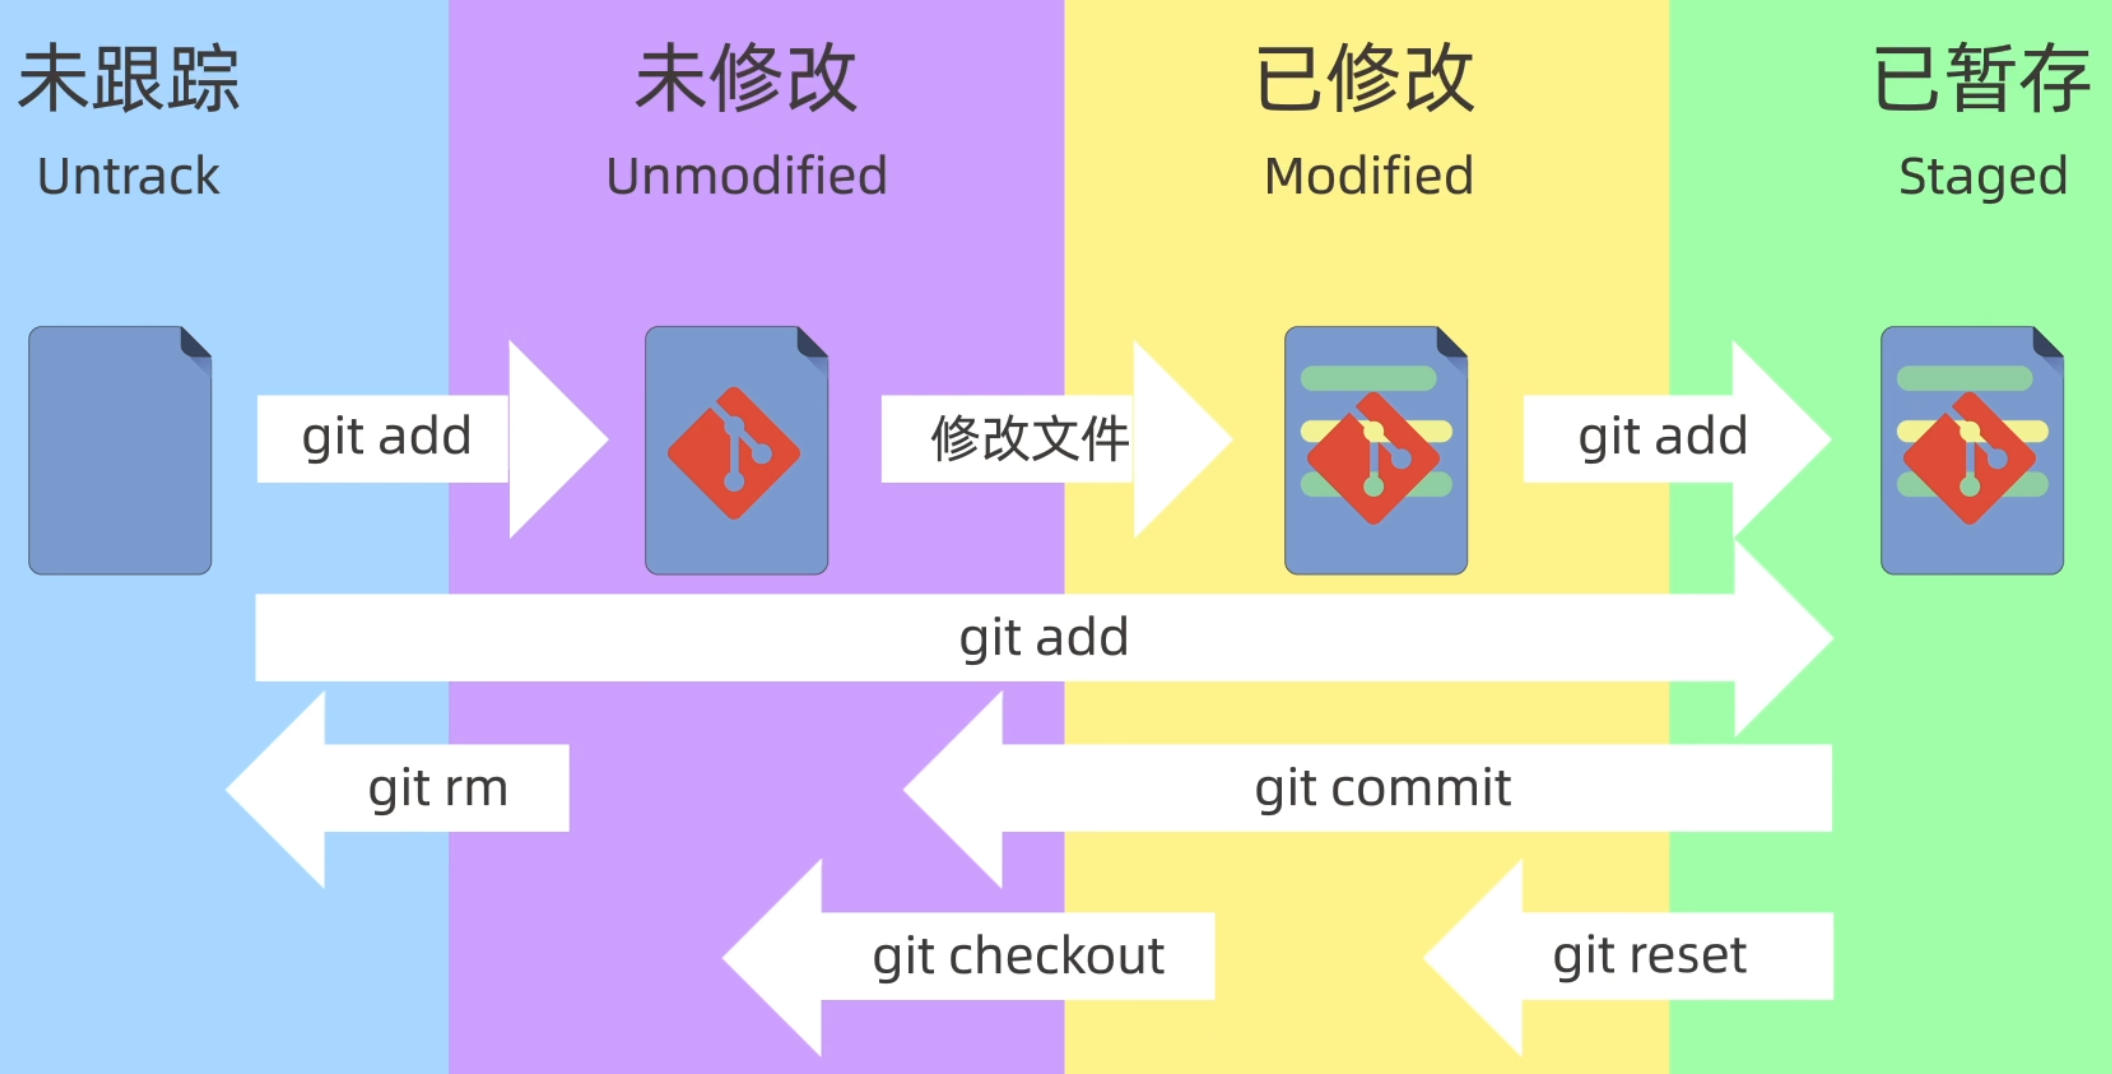 未跟踪
Untrack
未修改
Unmodified
已修改
Modified
已暂存
Staged
git add
修改文件
git add
git add
git rm
git commit
git checkout
git reset